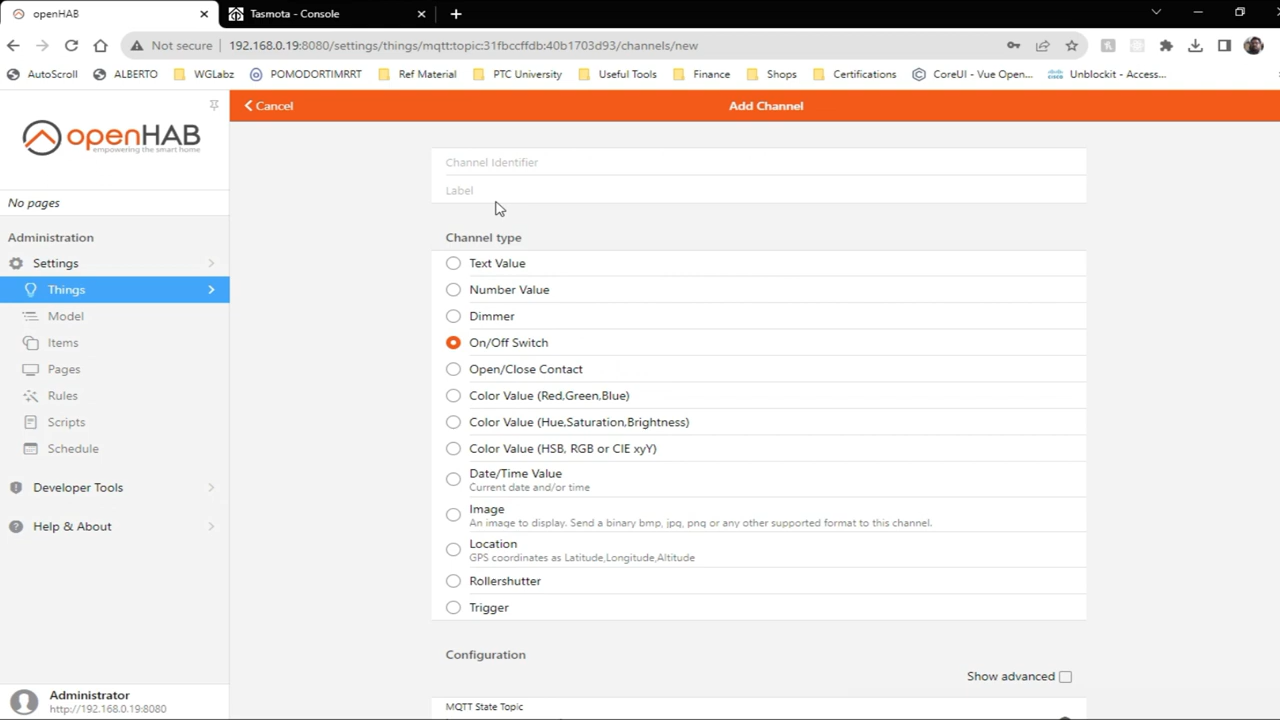 openHAB
Tasmota - Console
Not secure 192.168.0.19:8080/settings/things/mqtt:topic:31fbccffdb:40b1703d93/channels/new
AutoScroll ALBERTO WGLabz POMODORTIMRRT Ref Material PTC University Useful Tools Finance Shops Certifications CoreUI - Vue Open... Unblockit - Access...
Cancel
Add Channel
openHAB
empowering the smart home
No pages
Administration
Settings
Things
Model
Items
Pages
Rules
Scripts
Schedule
Developer Tools
Help & About
Administrator
http://192.168.0.19:8080
Channel Identifier
Label
Channel type
Text Value
Number Value
Dimmer
On/Off Switch
Open/Close Contact
Color Value (Red,Green,Blue)
Color Value (Hue,Saturation,Brightness)
Color Value (HSB, RGB or CIE xyY)
Date/Time Value
Current date and/or time
Image
An image to display. Send a binary bmp, jpg, png or any other supported format to this channel.
Location
GPS coordinates as Latitude,Longitude,Altitude
Rollershutter
Trigger
Configuration
Show advanced
MQTT State Topic